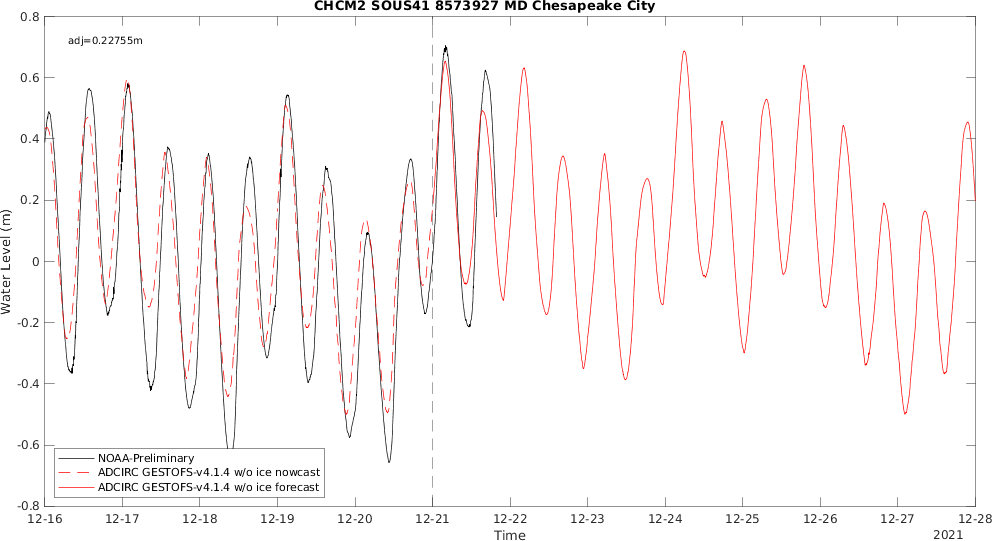 CHCM2 SOUS41 8573927 MD Chesapeake City
adj=0.22755m
0.8
0.6
0.4
0.2
0
-0.2
-0.4
-0.6
-0.8
Water Level (m)
NOAA-Preliminary
ADCIRC GESTOFS-v4.1.4 w/o ice nowcast
ADCIRC GESTOFS-v4.1.4 w/o ice forecast
12-16 12-17 12-18 12-19 12-20 12-21 12-22 12-23 12-24 12-25 12-26 12-27 12-28
Time
2021